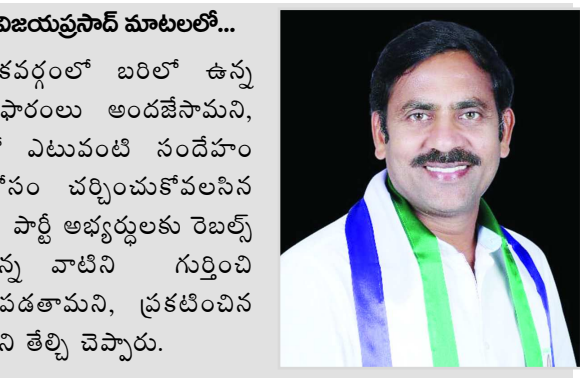 విజయప్రసాద్ మాటలలో...
కవర్గంలో బరిలో ఉన్న
ఫారంలు అందజేసామని,
ఎటువంటి సందేహం
చర్చించుకోవలసిన
పార్టీ అభ్యర్థులకు రెబల్స్
వాటిని గుర్తించి
పడతామని, ప్రకటించిన
తేల్చి చెప్పారు.